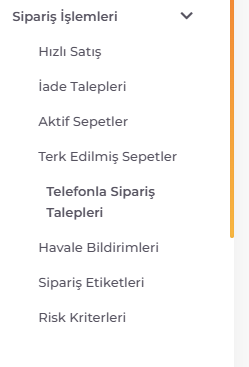 Sipariş İşlemleri
Hızlı Satış
İade Talepleri
Aktif Sepetler
Terk Edilmiş Sepetler
Telefonla Sipariş
Talepleri
Havale Bildirimleri
Sipariş Etiketleri
Risk Kriterleri